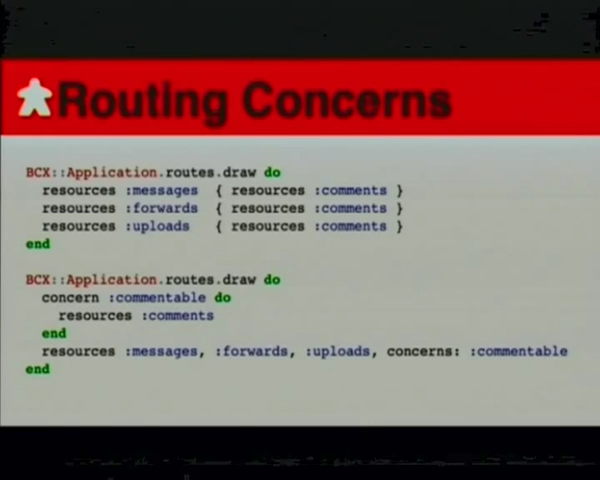 Routing Concerns
BCX::Application.routes.draw do
resources :messages { resources :comments }
resources :forwards { resources :comments }
resources :uploads { resources :comments }
end
BCX::Application.routes.draw do
concern :commentable do
resources :comments
end
resources :messages, :forwards, :uploads, concerns: :commentable
end